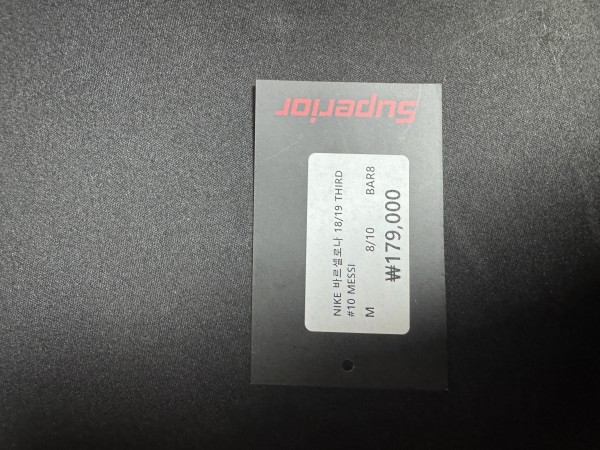 Superior
NIKE 바르셀로나 18/19 THIRD
#10 MESSI
M 8/10 BAR8
₩179,000